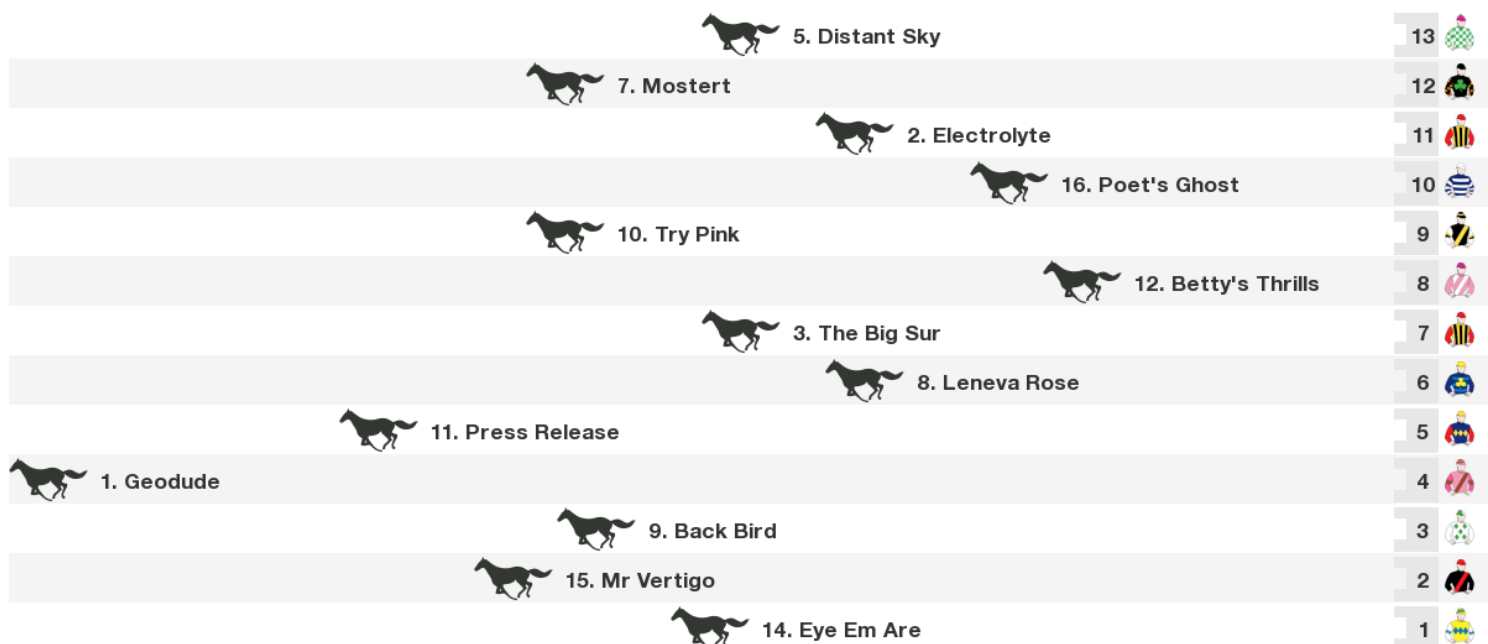 5. Distant Sky 13
7. Mostert 12
2. Electrolyte 11
16. Poet's Ghost 10
10. Try Pink 9
12. Betty's Thrills 8
3. The Big Sur 7
8. Leneva Rose 6
11. Press Release 5
1. Geodude 4
9. Back Bird 3
15. Mr Vertigo 2
14. Eye Em Are 1